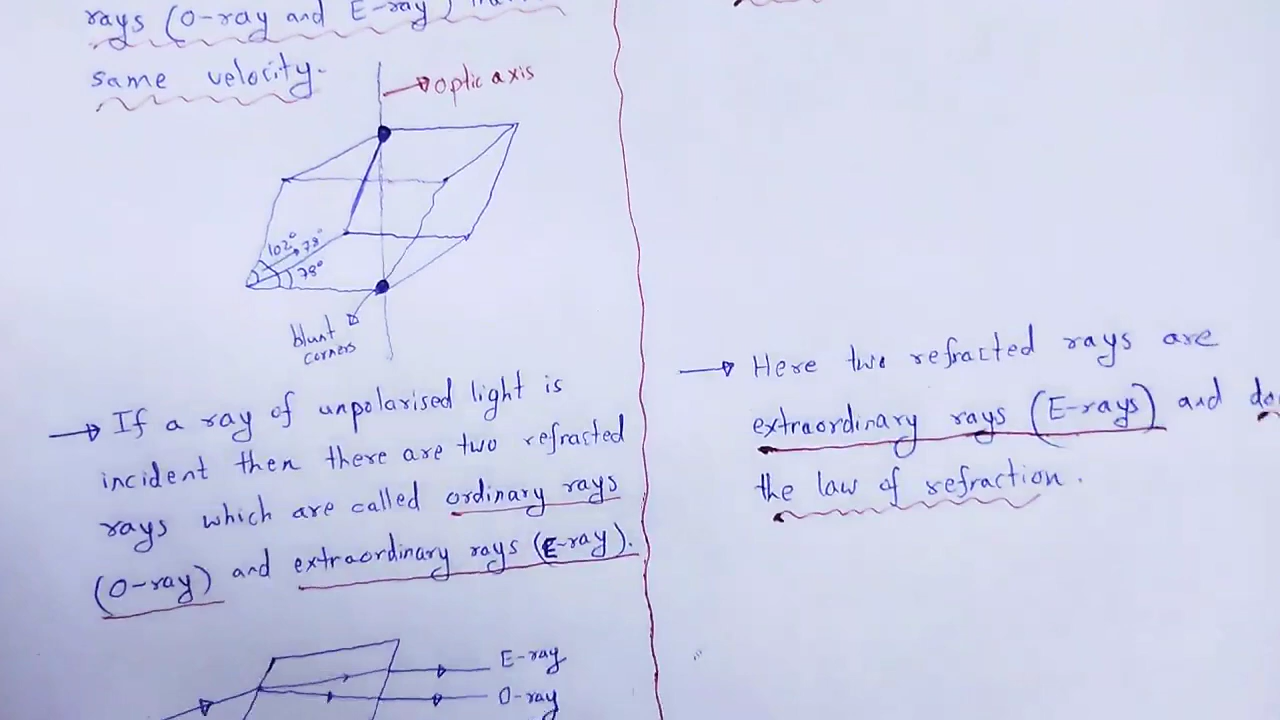 rays (O-ray and E-ray)
same velocity.
optic axis
102° 78°
78°
blunt
corners
→ If a ray of unpolarised light is
incident then there are two refracted
rays which are called ordinary rays
(O-ray) and extraordinary rays (E-ray).
E-ray
O-ray
→ Here two refracted rays are
extraordinary rays (E-rays) and
the law of refraction.